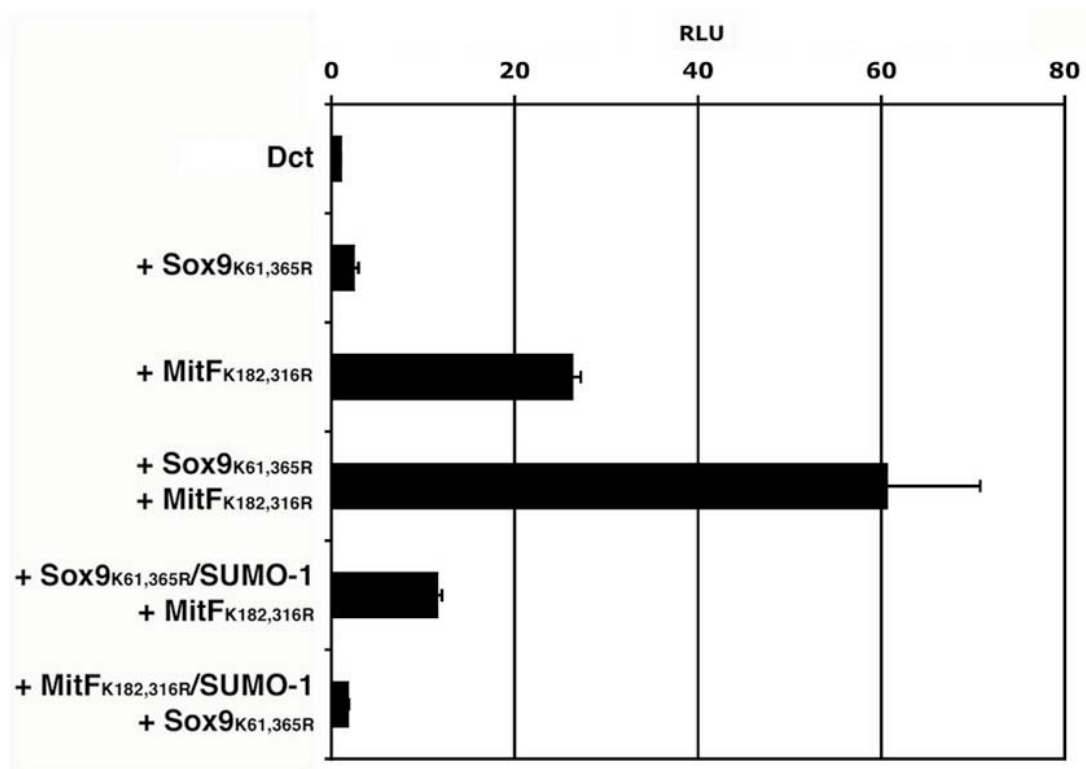 RLU
0 20 40 60 80
Dct
+ Sox9K61,365R
+ MitFK182,316R
+ Sox9K61,365R
+ MitFK182,316R
+ Sox9K61,365R/SUMO-1
+ MitFK182,316R
+ MitFK182,316R/SUMO-1
+ Sox9K61,365R